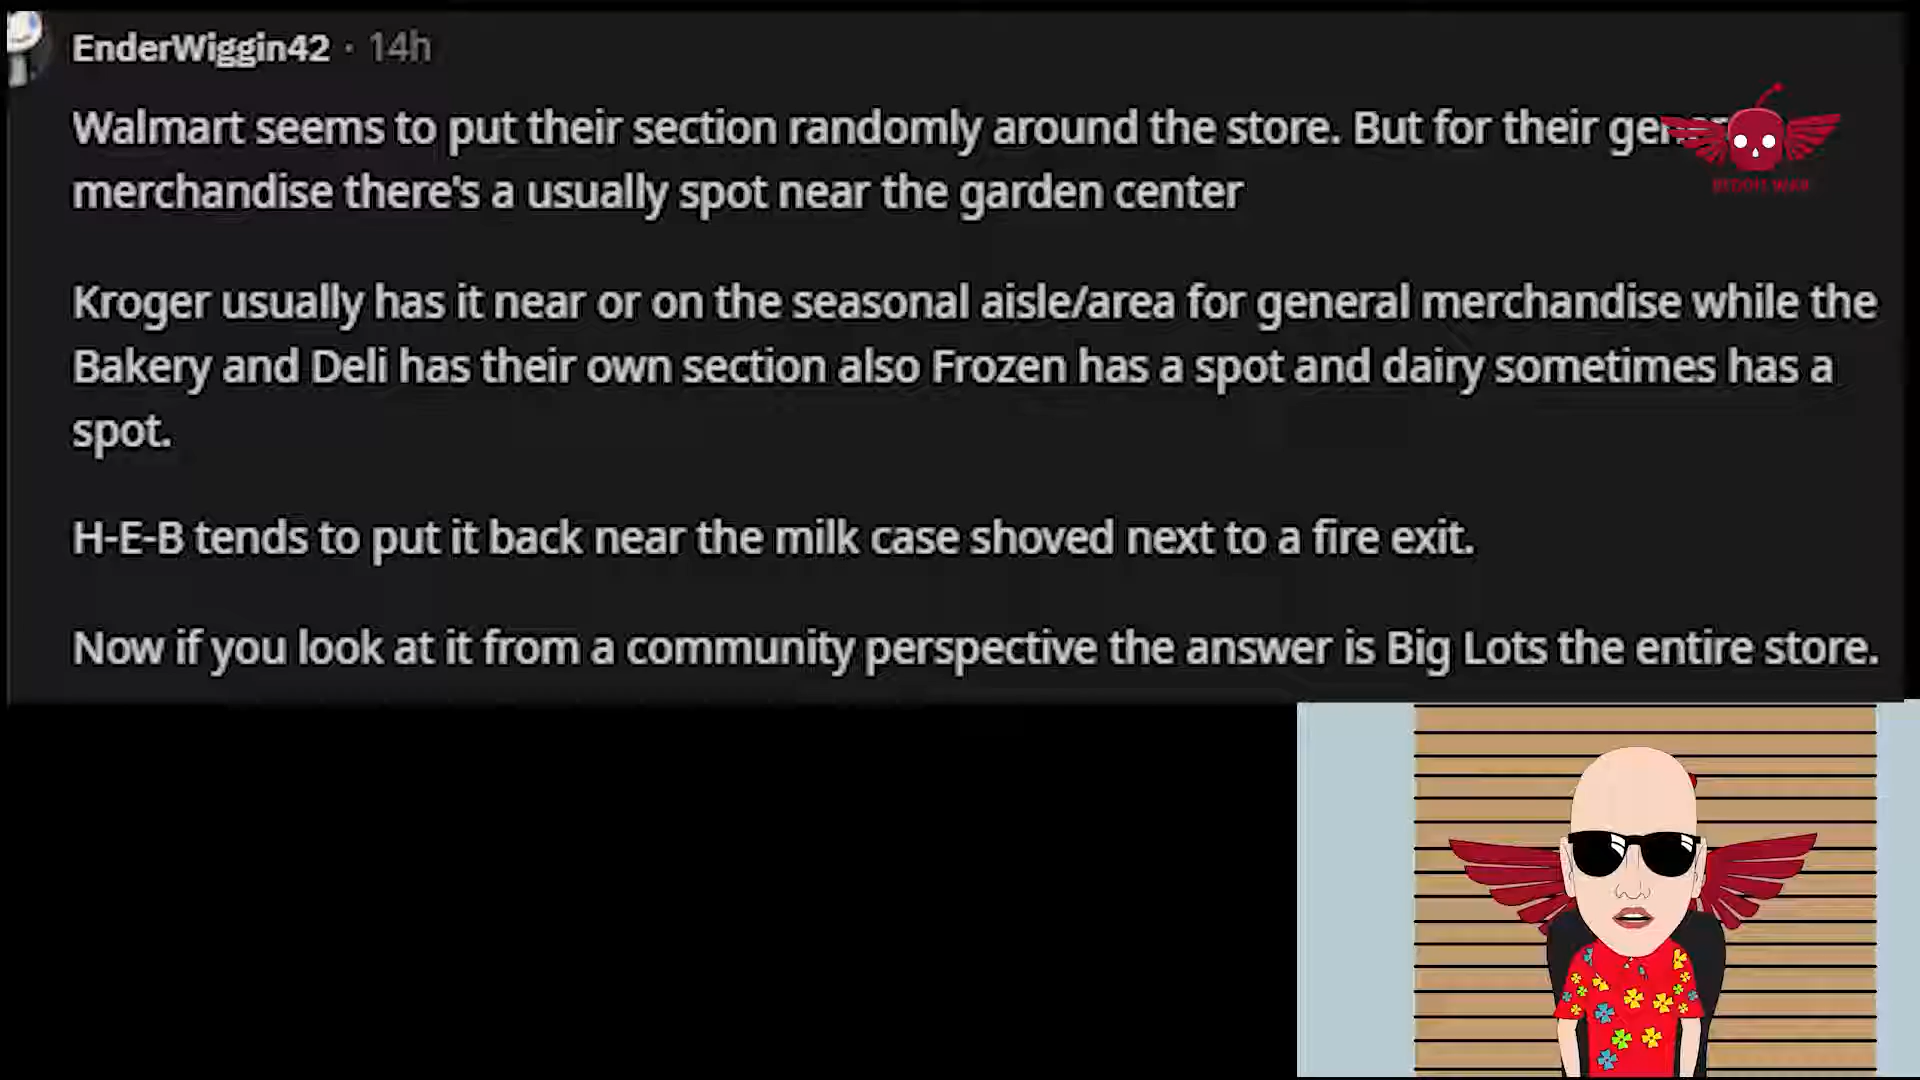 EnderWiggin42 · 14h
Walmart seems to put their section randomly around the store. But for their
merchandise there's a usually spot near the garden center
Kroger usually has it near or on the seasonal aisle/area for general merchandise while the
Bakery and Deli has their own section also Frozen has a spot and dairy sometimes has a
spot.
H-E-B tends to put it back near the milk case shoved next to a fire exit.
Now if you look at it from a community perspective the answer is Big Lots the entire store.